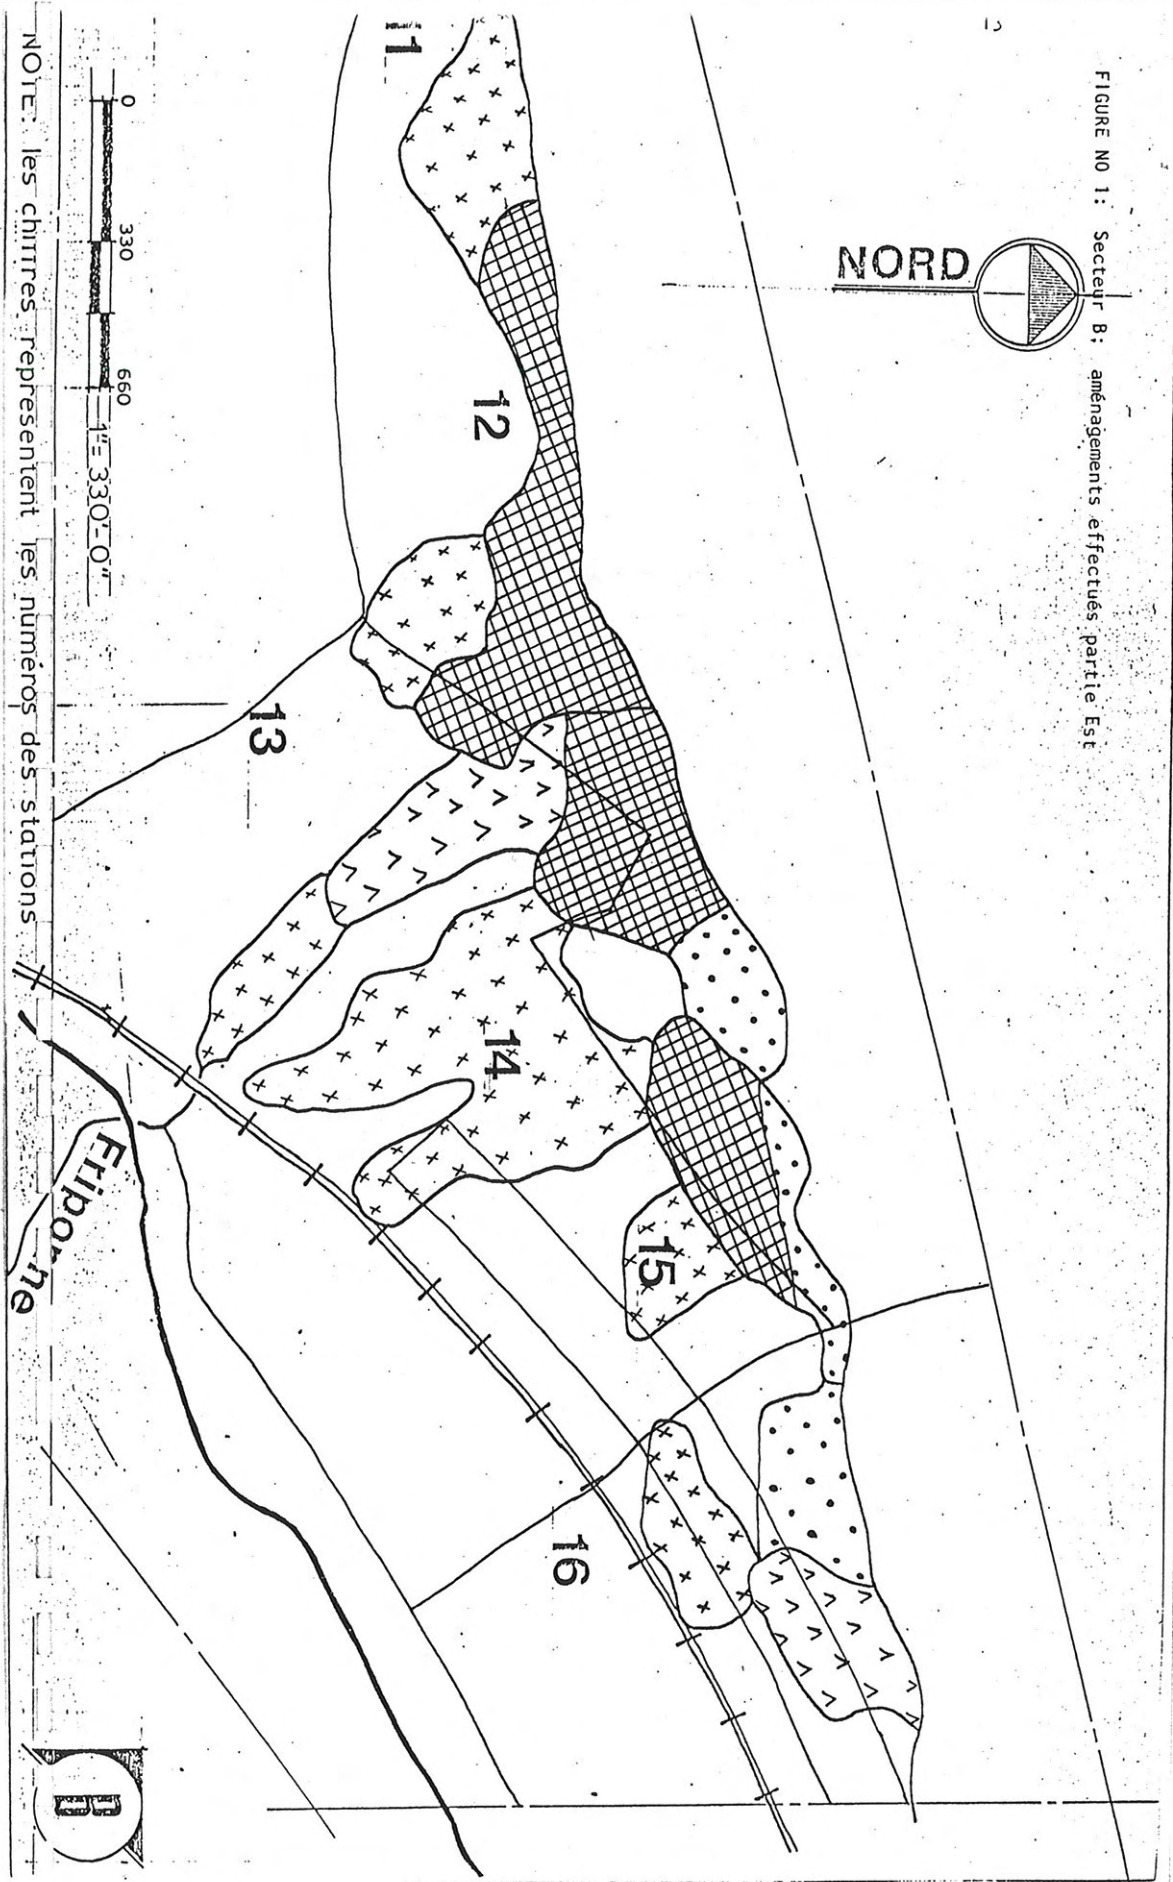 FIGURE NO 1: Secteur B; aménagements effectués partie Est
NORD
11
12
13
14
15
16
Friponne
0 330 660
1"= 330'-0"
NOTE: les chiffres représentent les numéros des stations
B